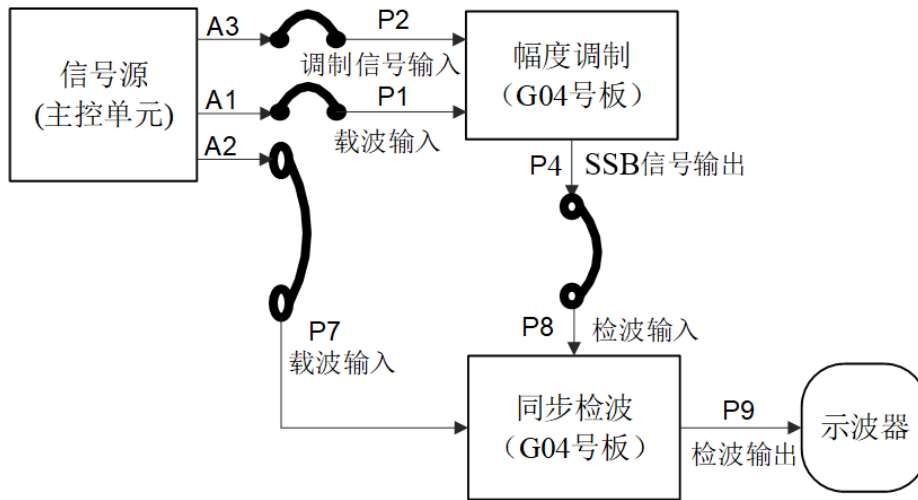 A3
P2
调制信号输入
信号源
(主控单元)
幅度调制
（G04号板）
A1
P1
载波输入
A2
P4
SSB信号输出
P7
载波输入
P8
检波输入
同步检波
（G04号板）
P9
检波输出
示波器